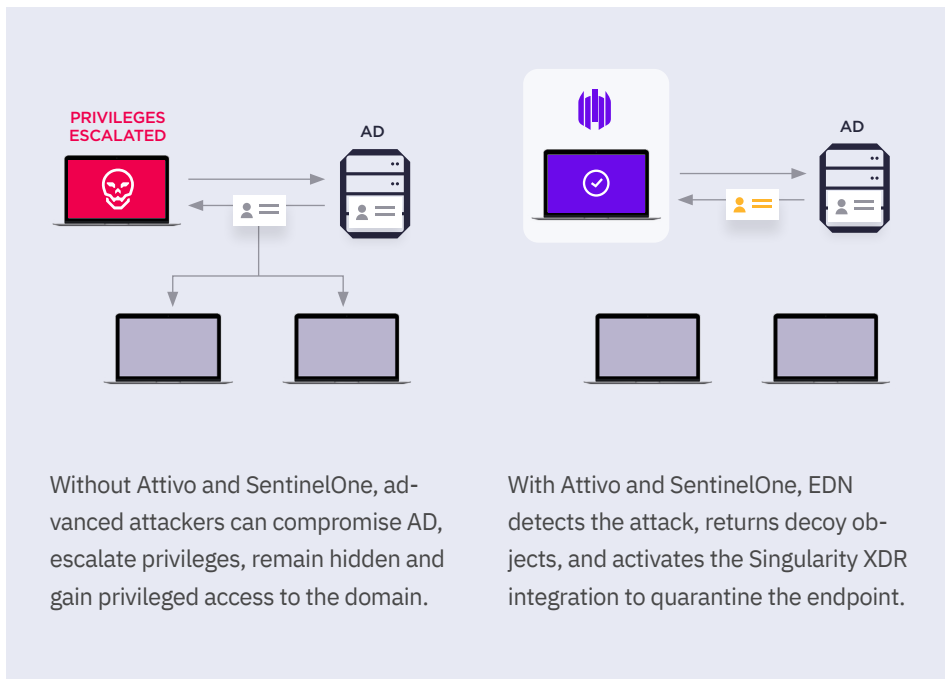 PRIVILEGES
ESCALATED
AD
AD
Without Attivo and SentinelOne, ad-
vanced attackers can compromise AD,
escalate privileges, remain hidden and
gain privileged access to the domain.
With Attivo and SentinelOne, EDN
detects the attack, returns decoy ob-
jects, and activates the Singularity XDR
integration to quarantine the endpoint.